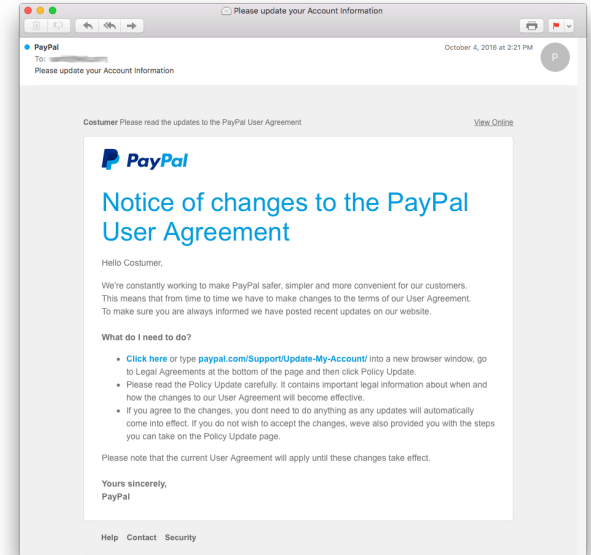 Please update your Account Information
PayPal
October 4, 2016 at 2:21 PM
To:
P
Please update your Account Information
Costumer Please read the updates to the PayPal User Agreement
View Online
PayPal
Notice of changes to the PayPal
User Agreement
Hello Costumer,
We're constantly working to make PayPal safer, simpler and more convenient for our customers.
This means that from time to time we have to make changes to the terms of our User Agreement.
To make sure you are always informed we have posted recent updates on our website.
What do I need to do?
• Click here or type paypal.com/Support/Update-My-Account/ into a new browser window, go
to Legal Agreements at the bottom of the page and then click Policy Update.
• Please read the Policy Update carefully. It contains important legal information about when and
how the changes to our User Agreement will become effective.
• If you agree to the changes, you dont need to do anything as any updates will automatically
come into effect. If you do not wish to accept the changes, weve also provided you with the steps
you can take on the Policy Update page.
Please note that the current User Agreement will apply until these changes take effect.
Yours sincerely,
PayPal
Help Contact Security